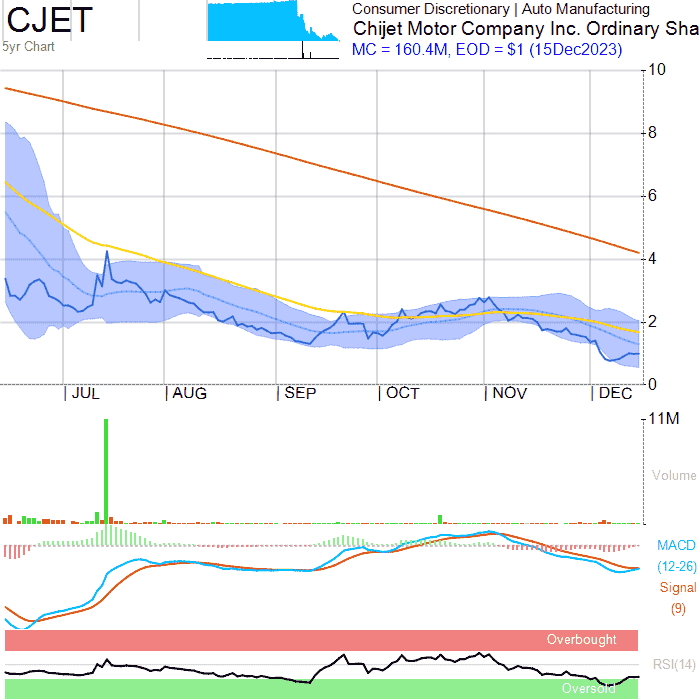 CJET
5yr Chart
Consumer Discretionary | Auto Manufacturing
Chijet Motor Company Inc. Ordinary Sha
MC = 160.4M, EOD = $1 (15Dec2023)
10
8
6
4
2
0
JUL AUG SEP OCT NOV DEC
11M
Volume
MACD
(12-26)
Signal
(9)
Overbought
RSI(14)
Oversold